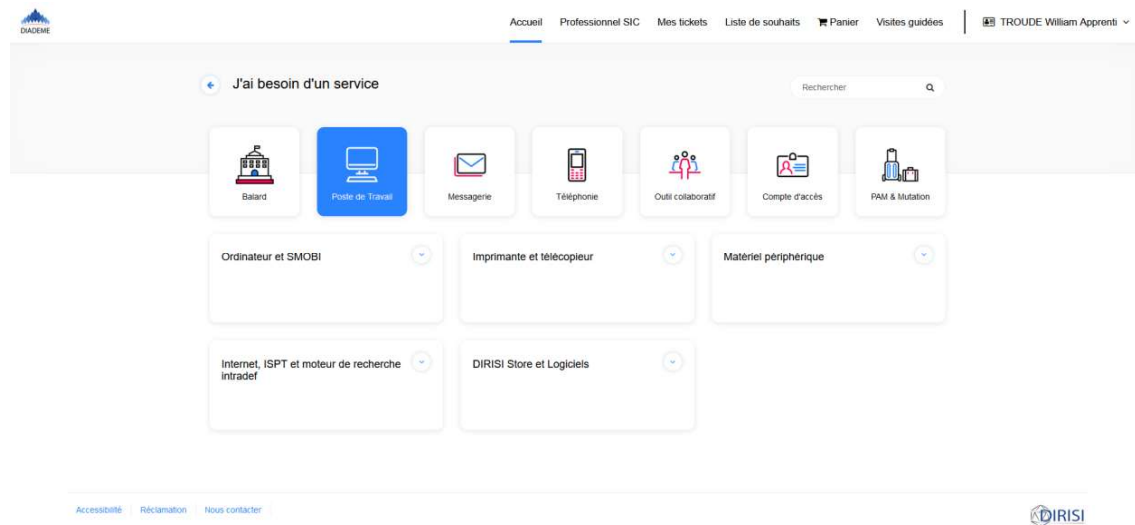 DIADEME
Accueil Professionnel SIC Mes tickets Liste de souhaits Panier Visites guidées TROUDE William Apprenti
J'ai besoin d'un service
Rechercher
Balard Poste de Travail Messagerie Téléphonie Outil collaboratif Compte d'accès PAM & Mutation
Ordinateur et SMOBI Imprimante et télécopieur Matériel périphérique
Internet, ISPT et moteur de recherche DIRISI Store et Logiciels
intradef
Accessibilité Réclamation Nous contacter
DIRISI